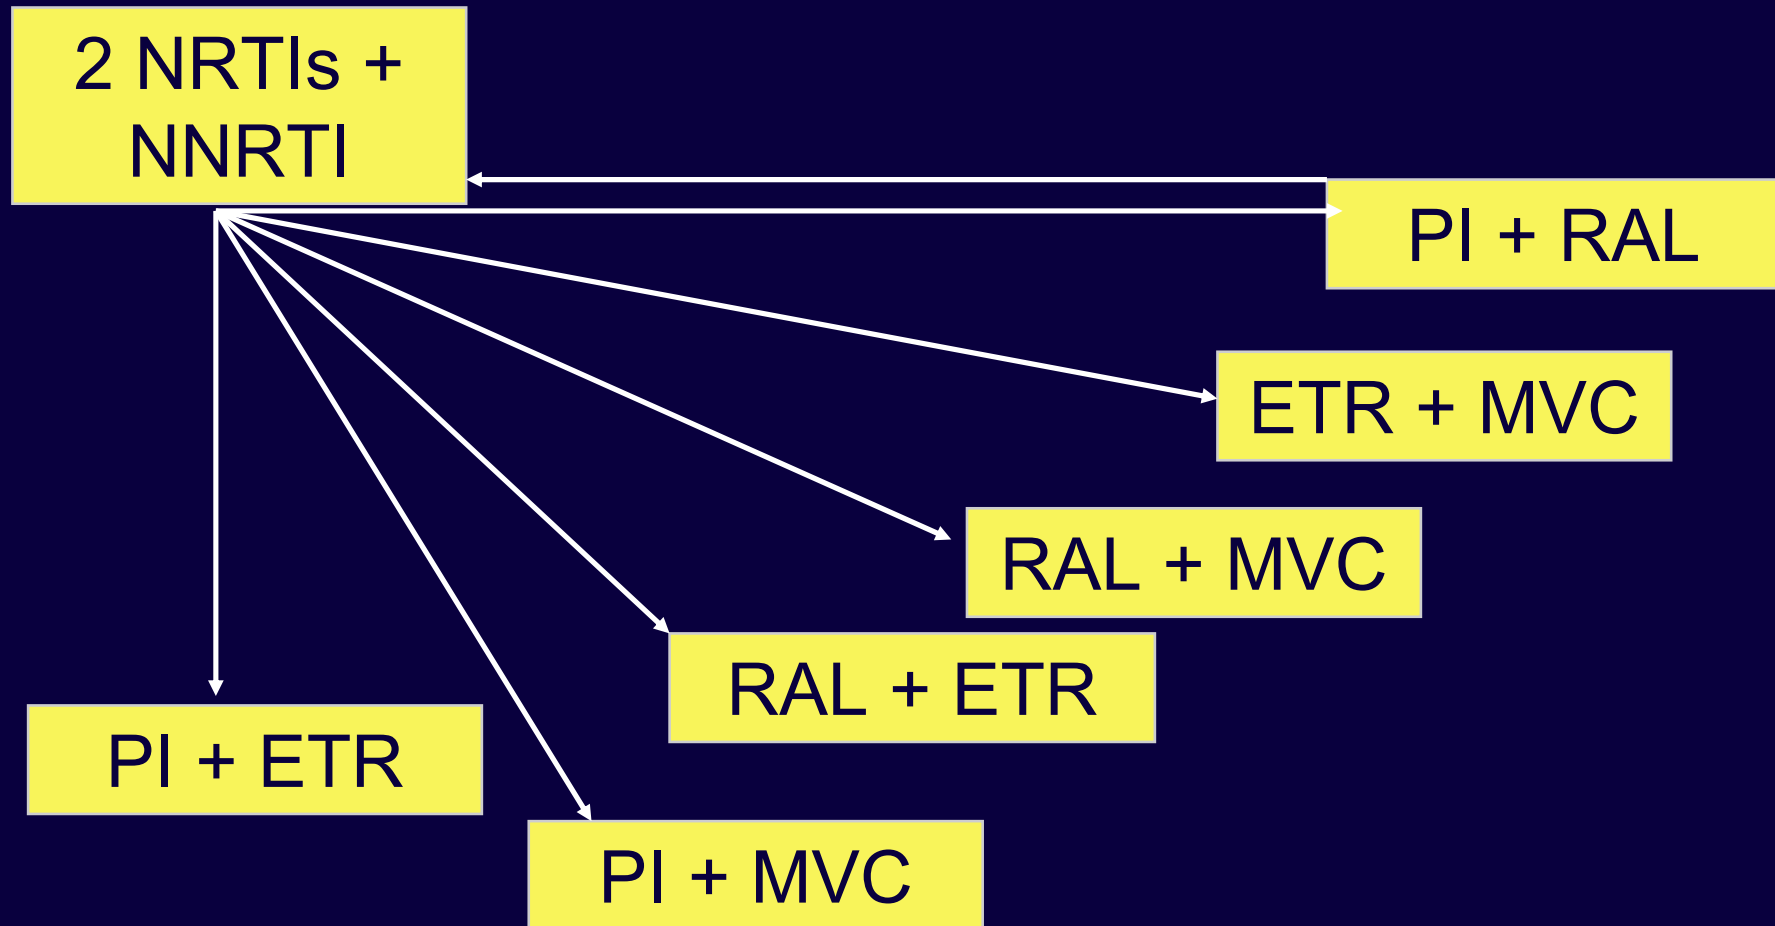 2 NRTIs +
NNRTI
PI + RAL
ETR + MVC
RAL + MVC
RAL + ETR
PI + ETR
PI + MVC